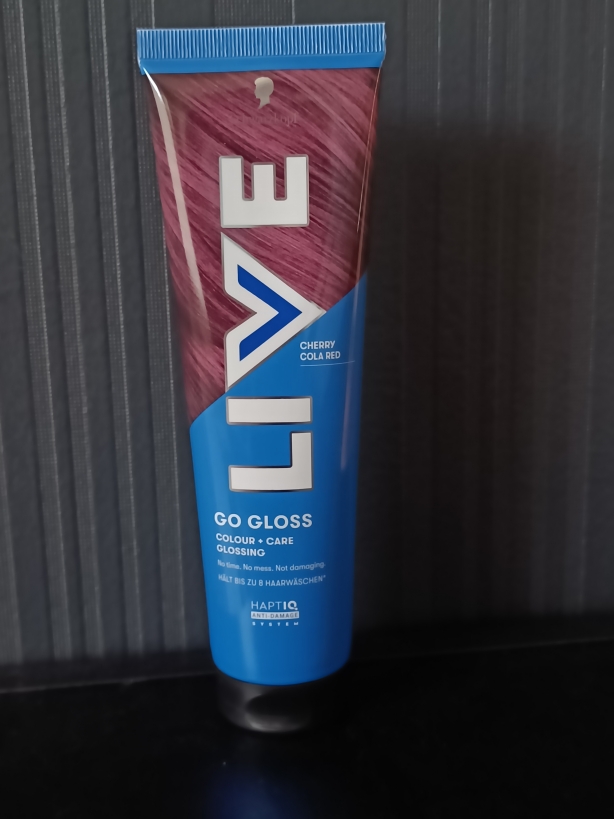 LIVE
CHERRY
COLA RED
GO GLOSS
COLOUR + CARE
GLOSSING
No time. No mess. Not damaging.
HÄLT BIS ZU 8 HAARWÄSCHEN*
HAPTIQ
ANTI-DAMAGE
SYSTEM